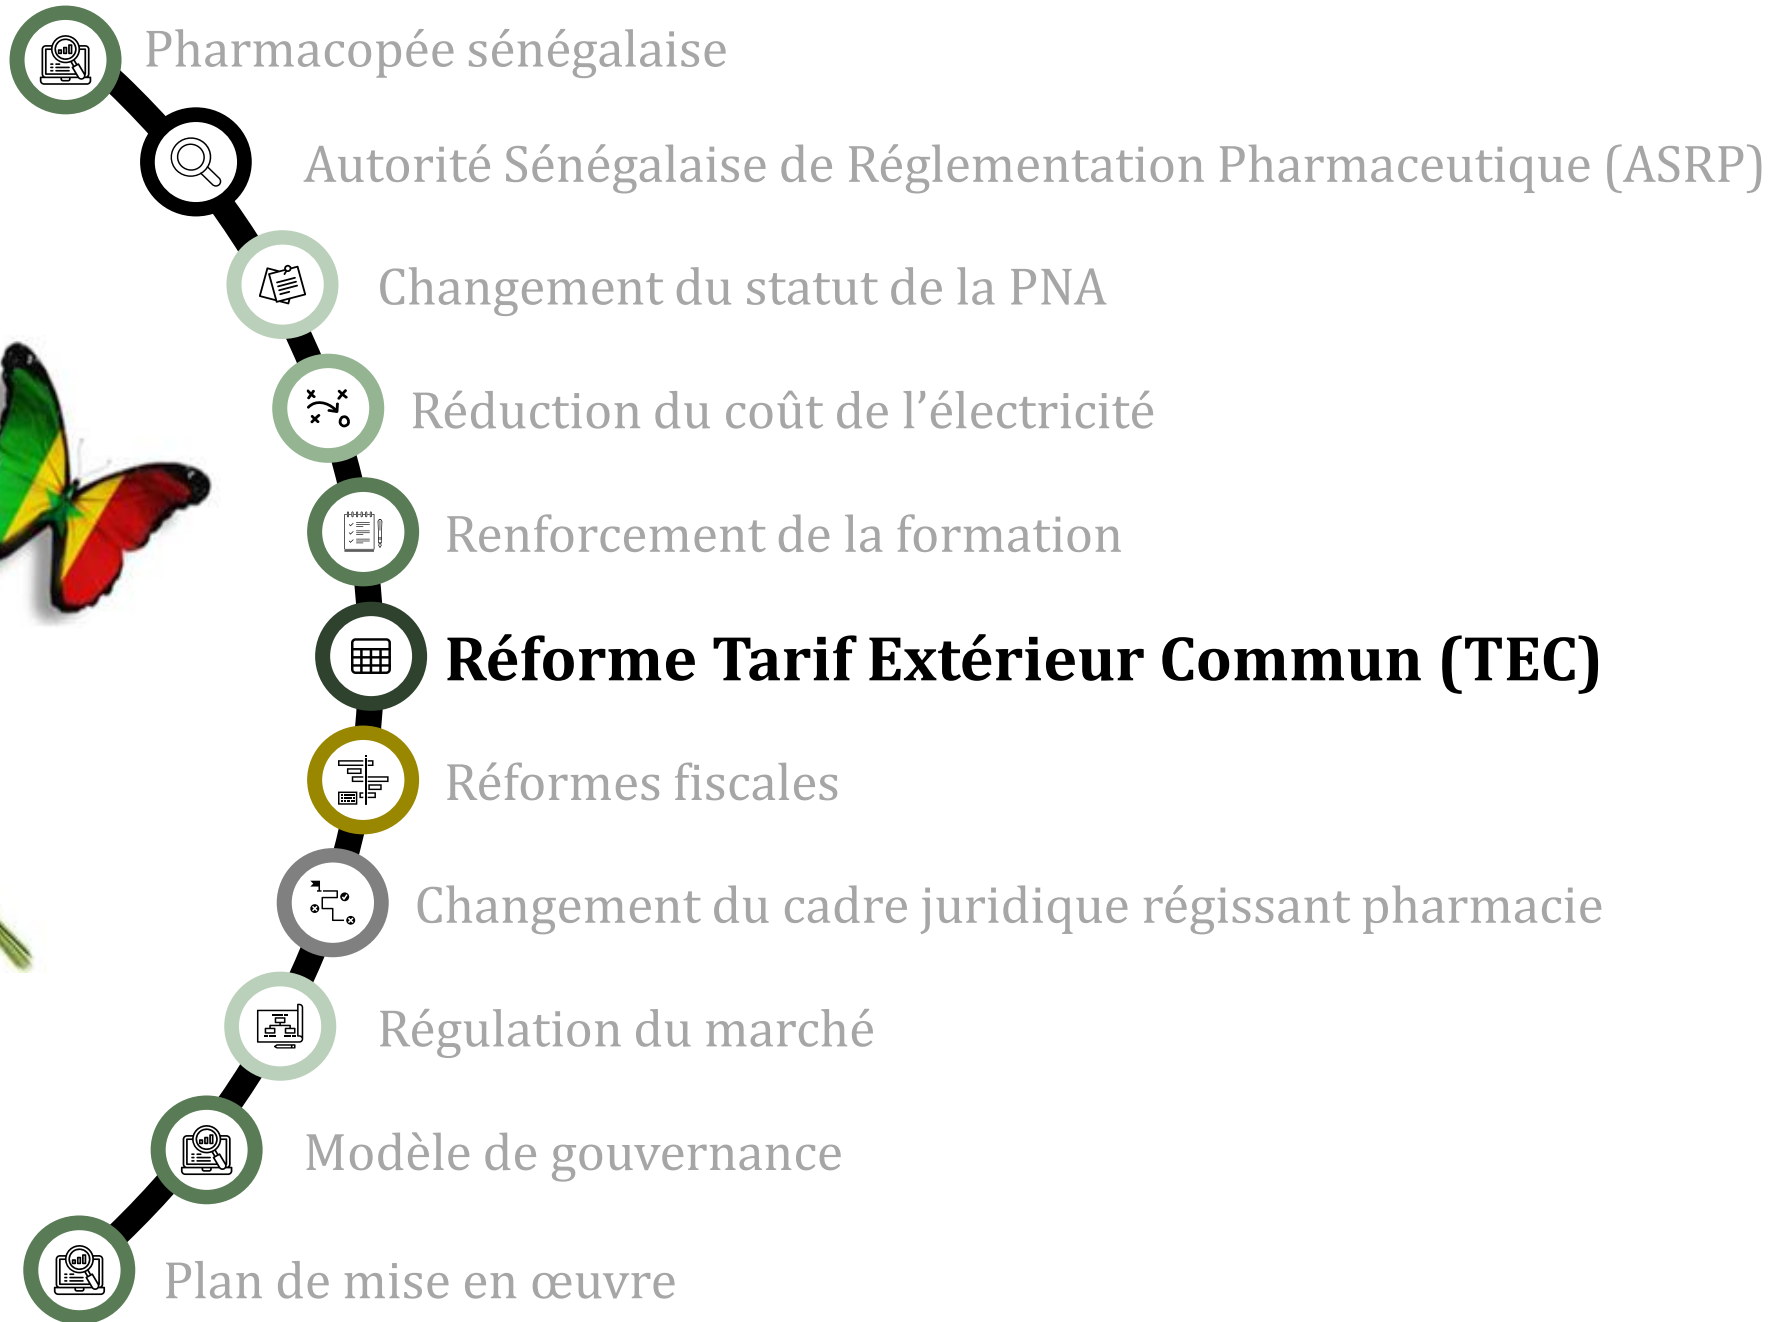 Pharmacopée sénégalaise
Autorité Sénégalaise de Réglementation Pharmaceutique (ASRP)
Changement du statut de la PNA
Réduction du coût de l’électricité
Renforcement de la formation
Réforme Tarif Extérieur Commun (TEC)
Réformes fiscales
Changement du cadre juridique régissant pharmacie
Régulation du marché
Modèle de gouvernance
Plan de mise en œuvre